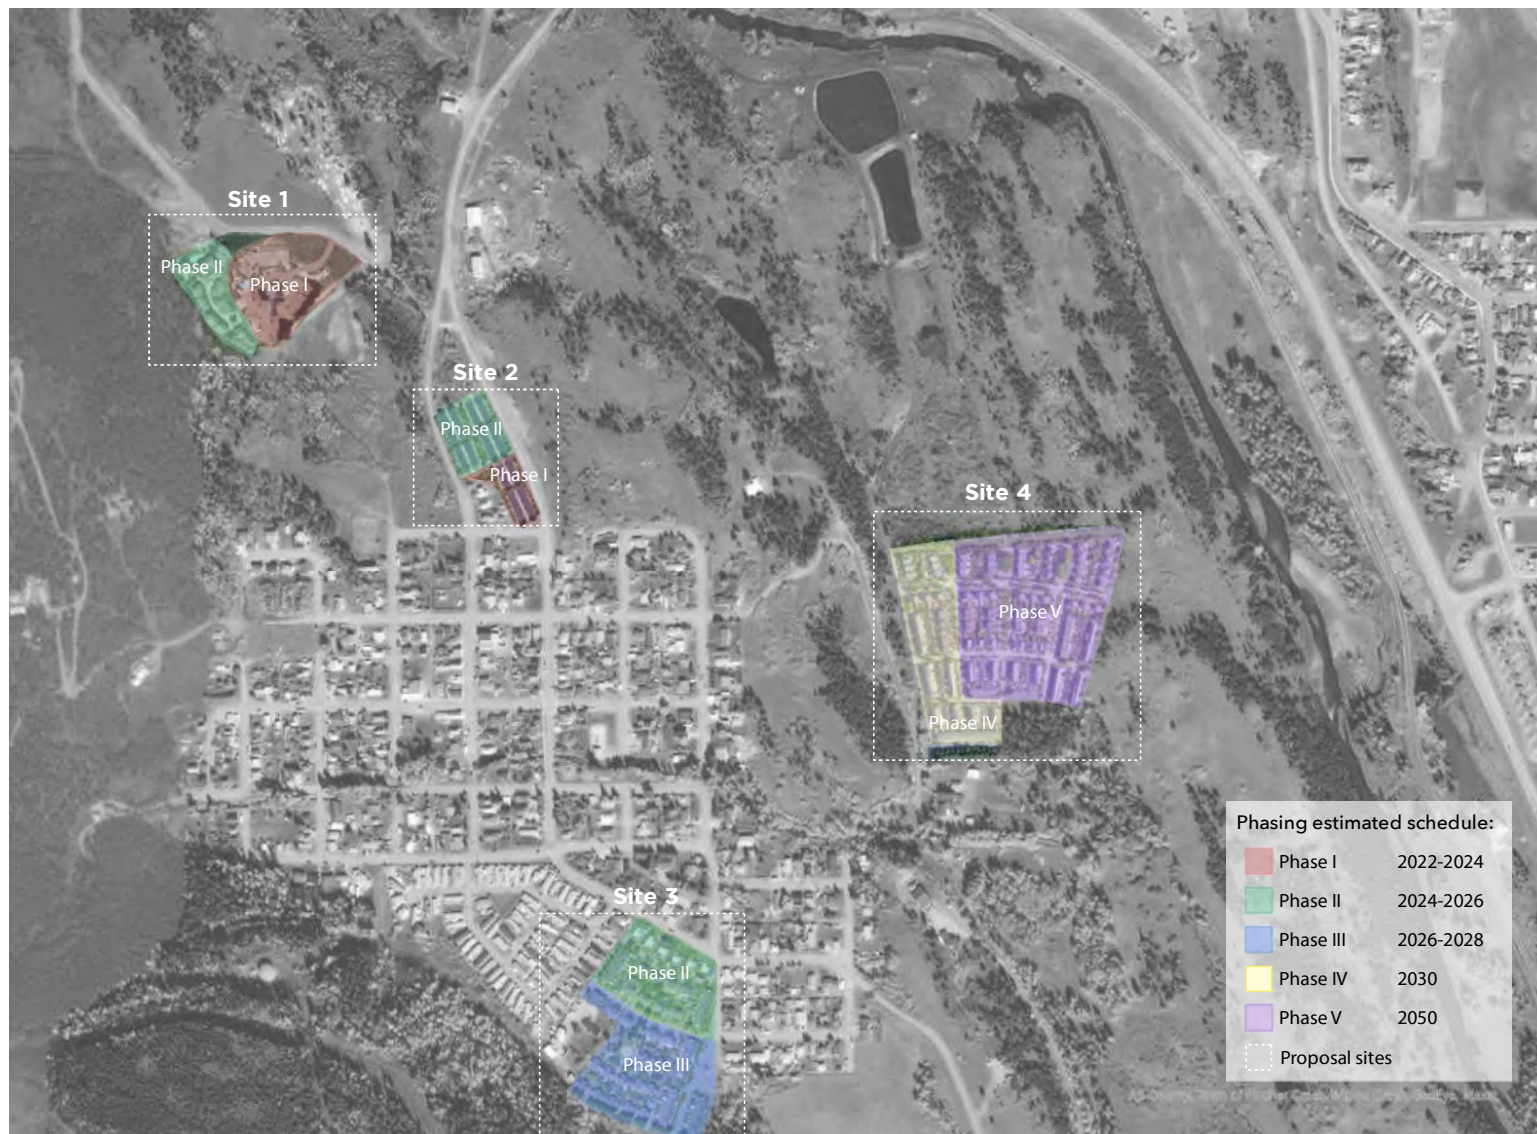 Site 1
Phase II
Phase I
Site 2
Phase II
Phase I
Site 4
Phase V
Phase IV
Site 3
Phase II
Phase III
Phasing estimated schedule:
Phase I 2022-2024
Phase II 2024-2026
Phase III 2026-2028
Phase IV 2030
Phase V 2050
Proposal sites